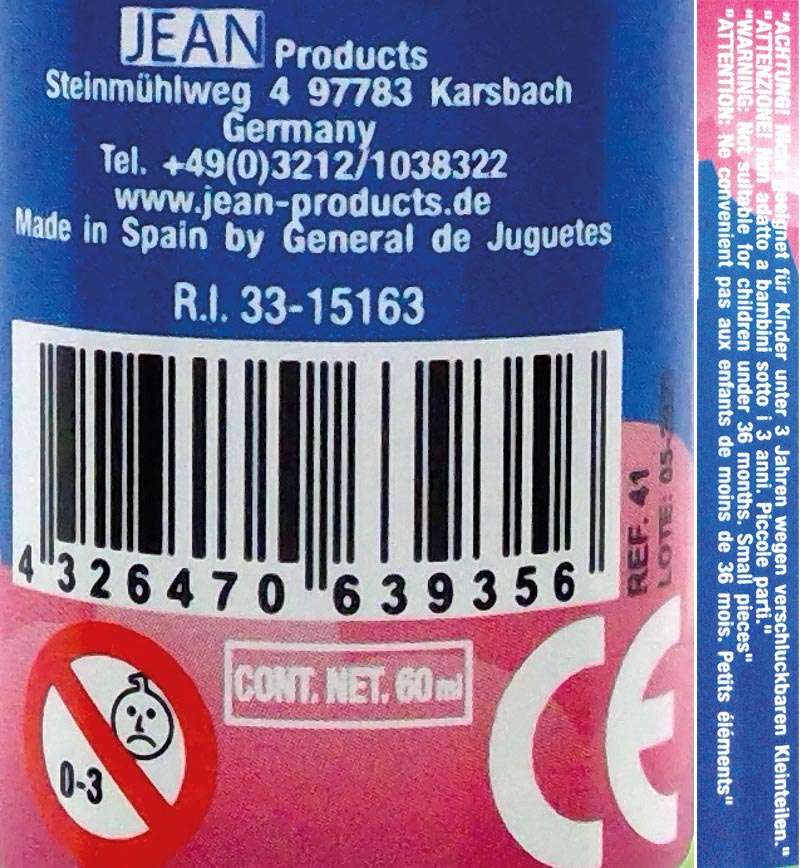 JEAN Products
Steinmühlweg 4 97783 Karsbach
Germany
Tel. +49(0)3212/1038322
www.jean-products.de
Made in Spain by General de Juguetes
R.I. 33-15163
4 326470 639356
REF. 41
LOTE: 05-
0-3
CONT. NET. 60 ml
CE
"ACHTUNG! Nicht geeignet für Kinder unter 3 Jahren wegen verschluckbaren Kleinteilen."
"ATTENZIONE! Non adatto a bambini sotto i 3 anni. Piccole parti."
"WARNING: Not suitable for children under 36 months. Small pieces"
"ATTENTION: Ne convenient pas aux enfants de moins de 36 mois. Petits éléments"